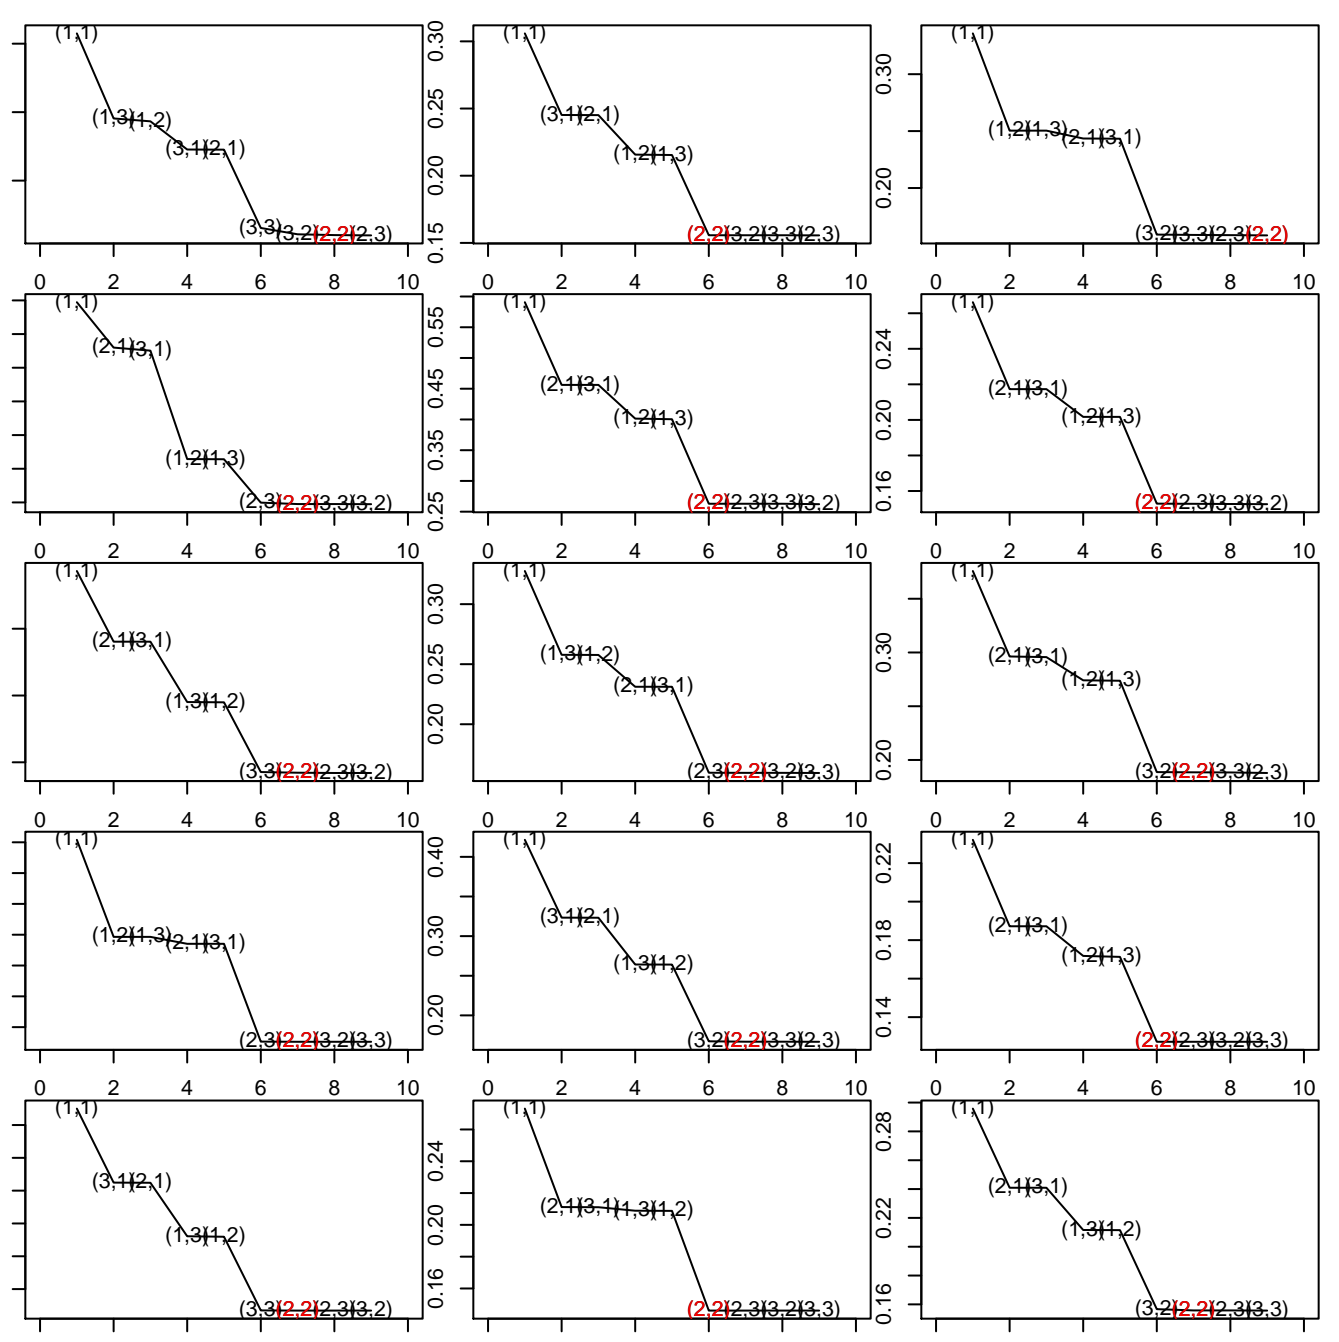 (1,1) (1,3) (1,2) (3,1) (2,1) (3,3) (3,2) (2,2) (2,3)
0.15 0.20 0.25 0.30
(1,1) (3,1) (2,1) (1,2) (1,3) (2,2) (3,2) (3,3) (2,3)
0.20 0.30
(1,1) (1,2) (1,3) (2,1) (3,1) (3,2) (3,3) (2,3) (2,2)
0 2 4 6 8 10 0 2 4 6 8 10 0 2 4 6 8 10
(1,1) (2,1) (3,1) (1,2) (1,3) (2,3) (2,2) (3,3) (3,2)
0.25 0.35 0.45 0.55
(1,1) (2,1) (3,1) (1,2) (1,3) (2,2) (2,3) (3,3) (3,2)
0.16 0.20 0.24
(1,1) (2,1) (3,1) (1,2) (1,3) (2,2) (2,3) (3,3) (3,2)
0 2 4 6 8 10 0 2 4 6 8 10 0 2 4 6 8 10
(1,1) (2,1) (3,1) (1,3) (1,2) (3,3) (2,2) (2,3) (3,2)
0.20 0.25 0.30
(1,1) (1,3) (1,2) (2,1) (3,1) (2,3) (2,2) (3,2) (3,3)
0.20 0.30
(1,1) (2,1) (3,1) (1,2) (1,3) (3,2) (2,2) (3,3) (2,3)
0 2 4 6 8 10 0 2 4 6 8 10 0 2 4 6 8 10
(1,1) (1,2) (1,3) (2,1) (3,1) (2,3) (2,2) (3,2) (3,3)
0.20 0.30 0.40
(1,1) (3,1) (2,1) (1,3) (1,2) (3,2) (2,2) (3,3) (2,3)
0.14 0.18 0.22
(1,1) (2,1) (3,1) (1,2) (1,3) (2,2) (2,3) (3,2) (3,3)
0 2 4 6 8 10 0 2 4 6 8 10 0 2 4 6 8 10
(1,1) (3,1) (2,1) (1,3) (1,2) (3,3) (2,2) (2,3) (3,2)
0.16 0.20 0.24
(1,1) (2,1) (3,1) (1,3) (1,2) (2,2) (2,3) (3,2) (3,3)
0.16 0.22 0.28
(1,1) (2,1) (3,1) (1,3) (1,2) (3,2) (2,2) (2,3) (3,3)